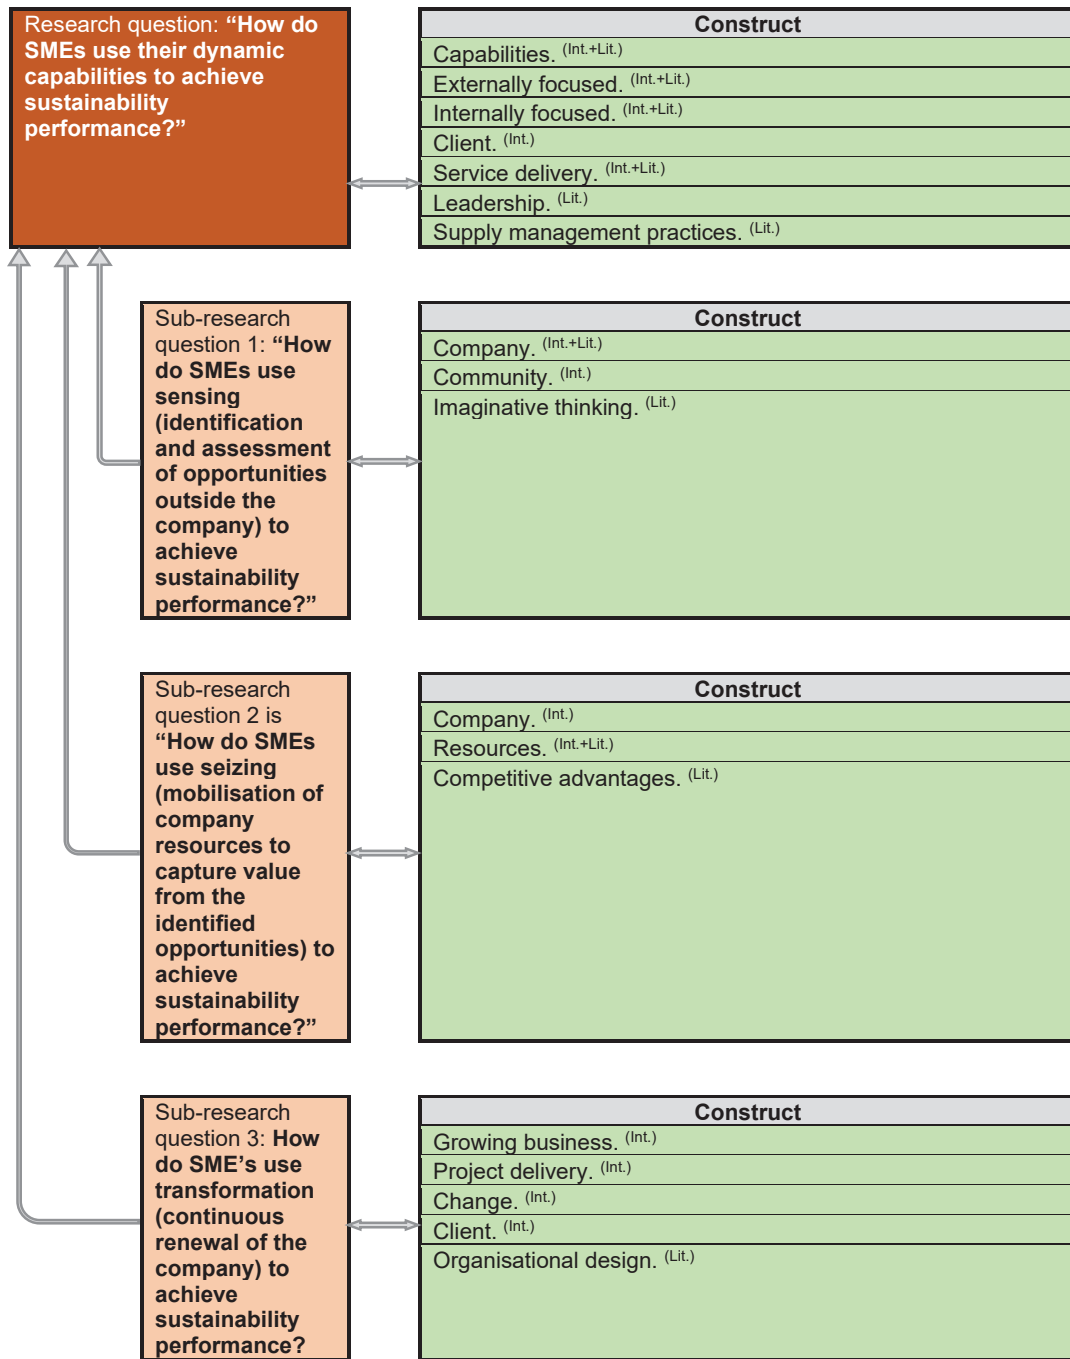 Research question: “How do
SMEs use their dynamic
capabilities to achieve
sustainability
performance?”
Construct
Capabilities. (Int.+Lit.)
Externally focused. (Int.+Lit.)
Internally focused. (Int.+Lit.)
Client. (Int.)
Service delivery. (Int.+Lit.)
Leadership. (Lit.)
Supply management practices. (Lit.)
Sub-research
question 1: “How
do SMEs use
sensing
(identification
and assessment
of opportunities
outside the
company) to
achieve
sustainability
performance?”
Construct
Company. (Int.+Lit.)
Community. (Int.)
Imaginative thinking. (Lit.)
Sub-research
question 2 is
“How do SMEs
use seizing
(mobilisation of
company
resources to
capture value
from the
identified
opportunities) to
achieve
sustainability
performance?”
Construct
Company. (Int.)
Resources. (Int.+Lit.)
Competitive advantages. (Lit.)
Sub-research
question 3: How
do SME’s use
transformation
(continuous
renewal of the
company) to
achieve
sustainability
performance?
Construct
Growing business. (Int.)
Project delivery. (Int.)
Change. (Int.)
Client. (Int.)
Organisational design. (Lit.)